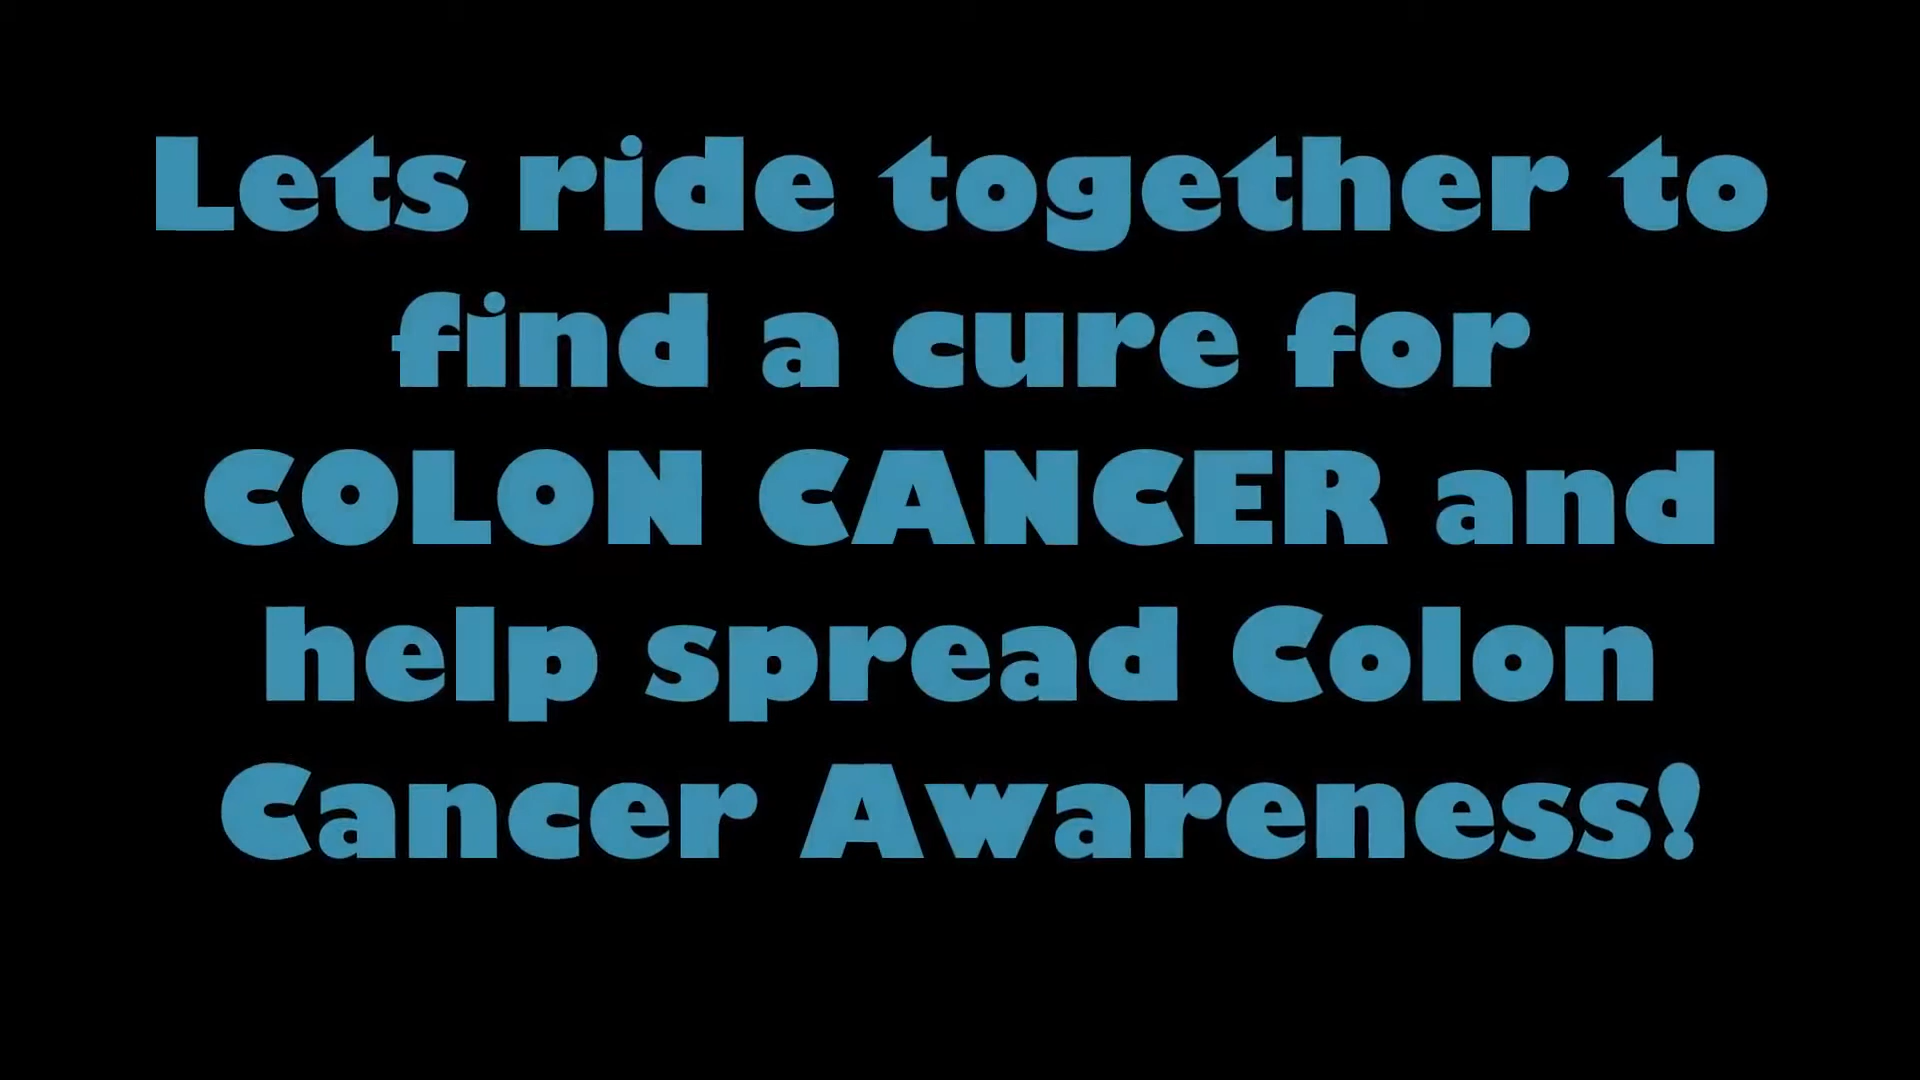 Lets ride together to
find a cure for
COLON CANCER and
help spread Colon
Cancer Awareness!